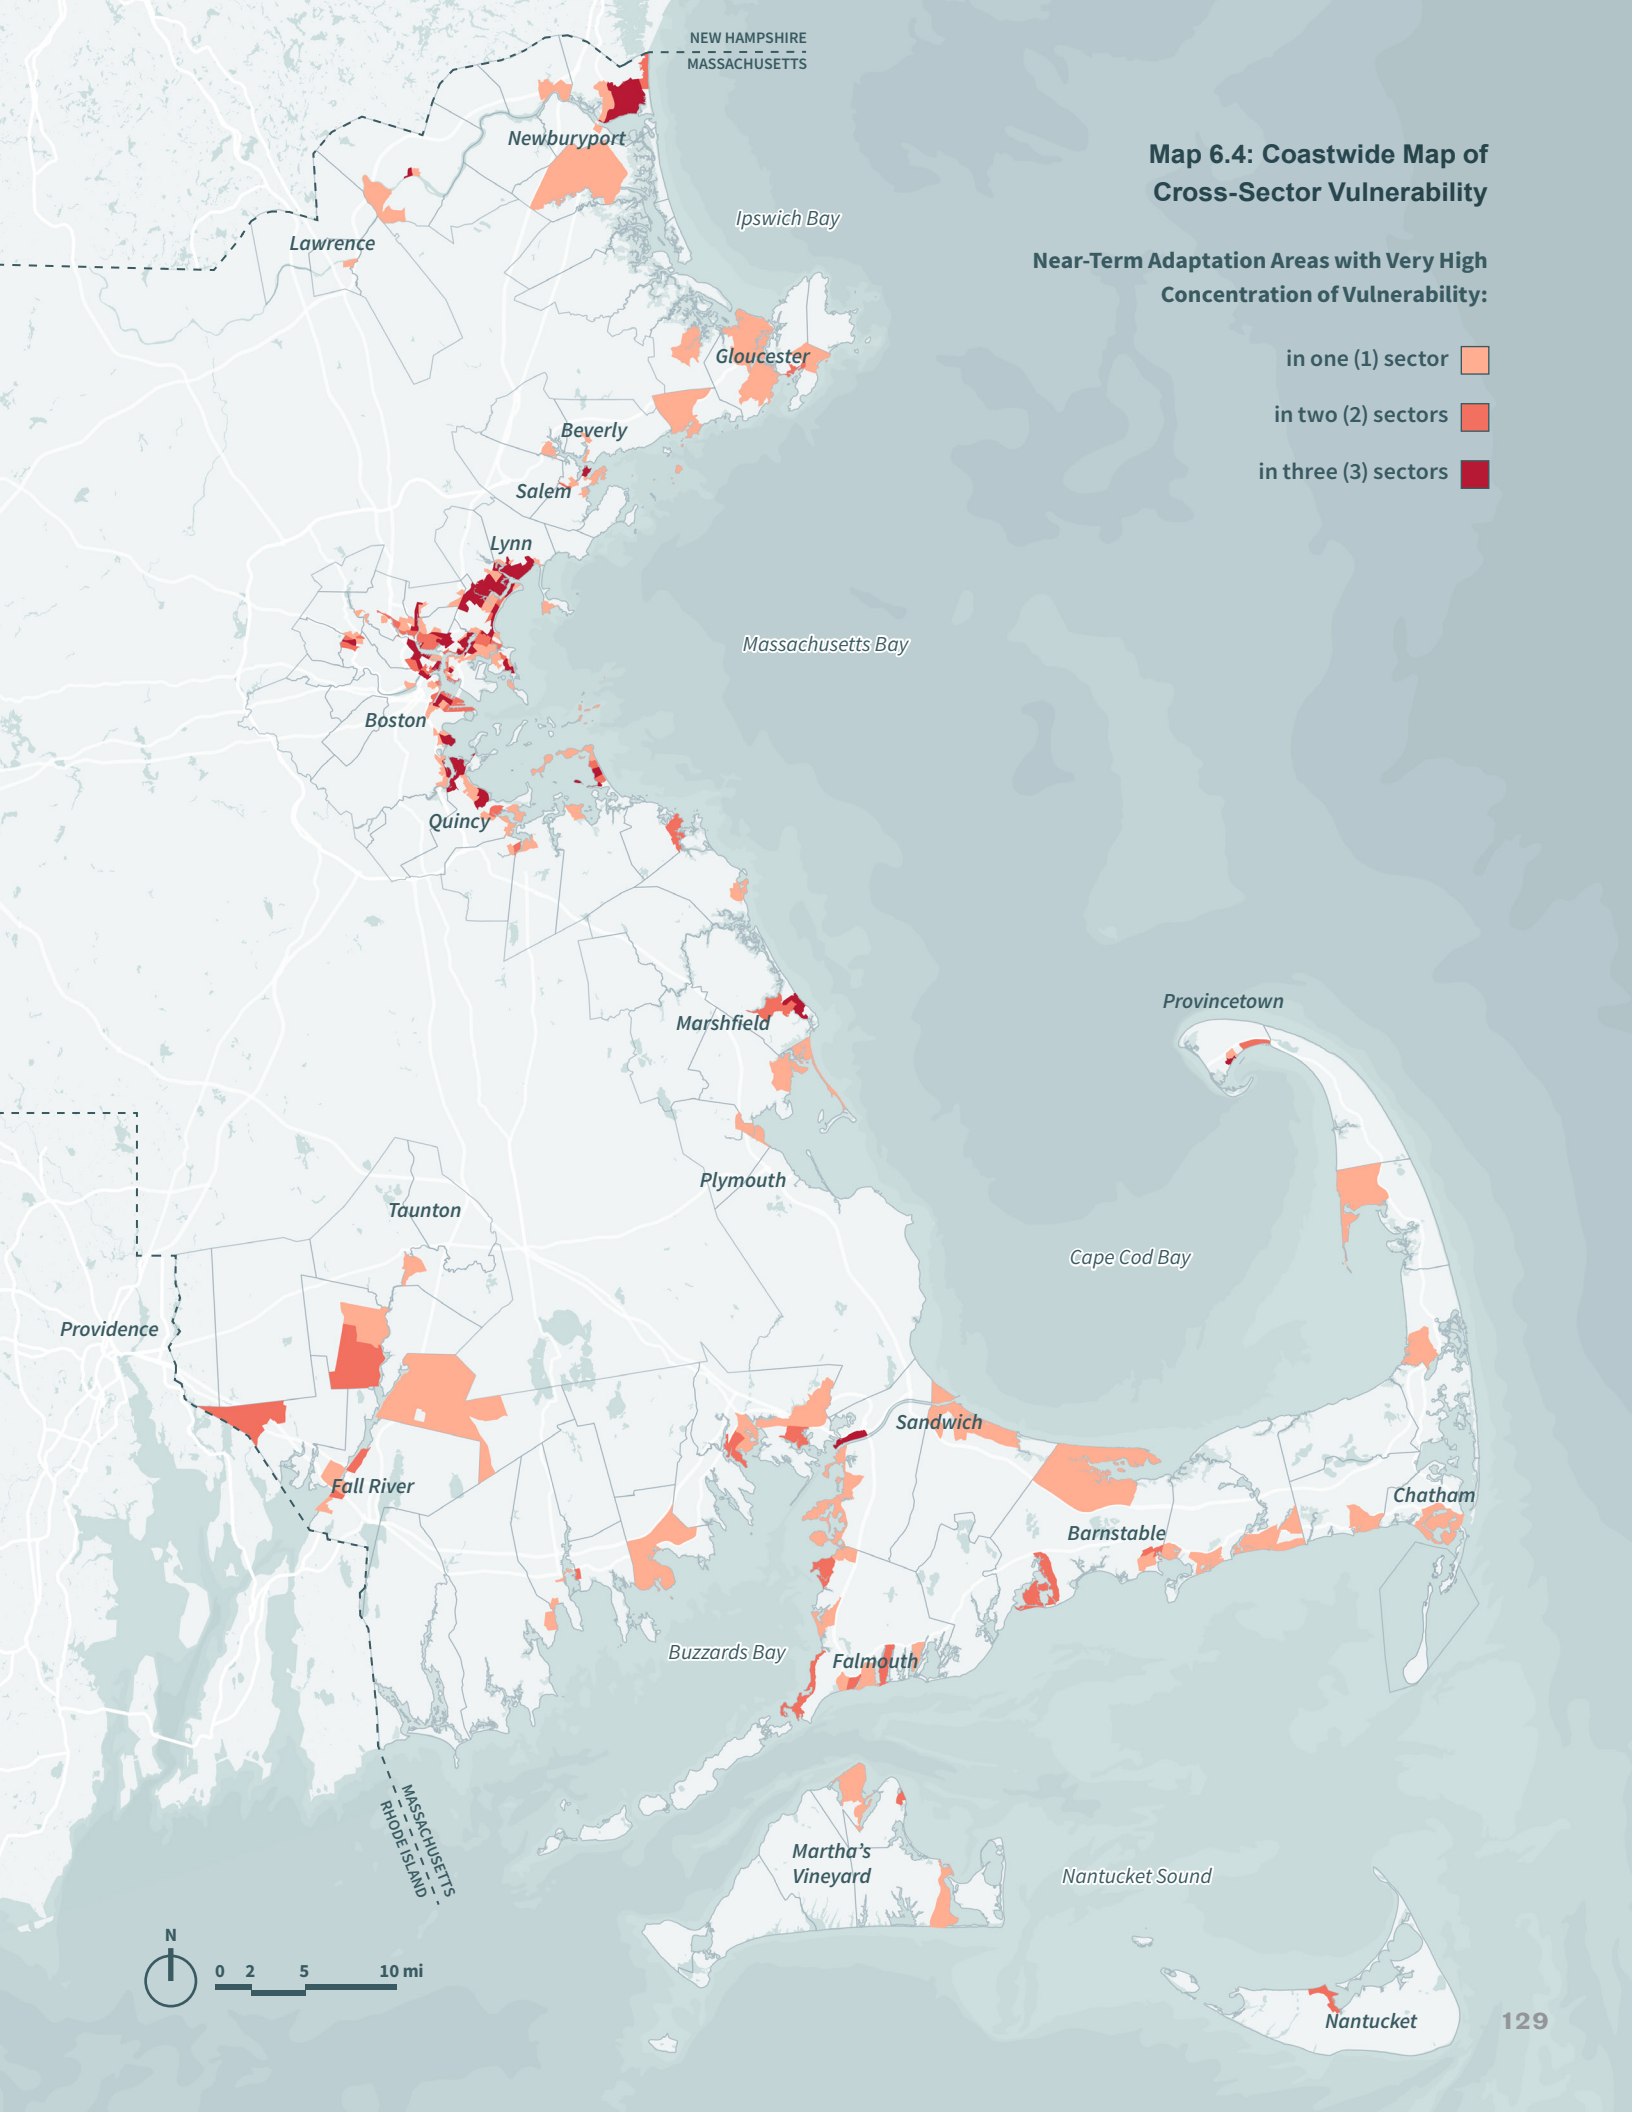 NEW HAMPSHIRE
MASSACHUSETTS
Newburyport
Map 6.4: Coastwide Map of
Cross-Sector Vulnerability
Ipswich Bay
Lawrence
Near-Term Adaptation Areas with Very High
Concentration of Vulnerability:
in one (1) sector
in two (2) sectors
in three (3) sectors
Gloucester
Beverly
Salem
Lynn
Massachusetts Bay
Boston
Quincy
Provincetown
Marshfield
Plymouth
Taunton
Cape Cod Bay
Providence
Sandwich
Fall River
Chatham
Barnstable
Buzzards Bay
Falmouth
MASSACHUSETTS
RHODE ISLAND
Martha's
Vineyard
Nantucket Sound
N
0 2 5 10 mi
Nantucket
129